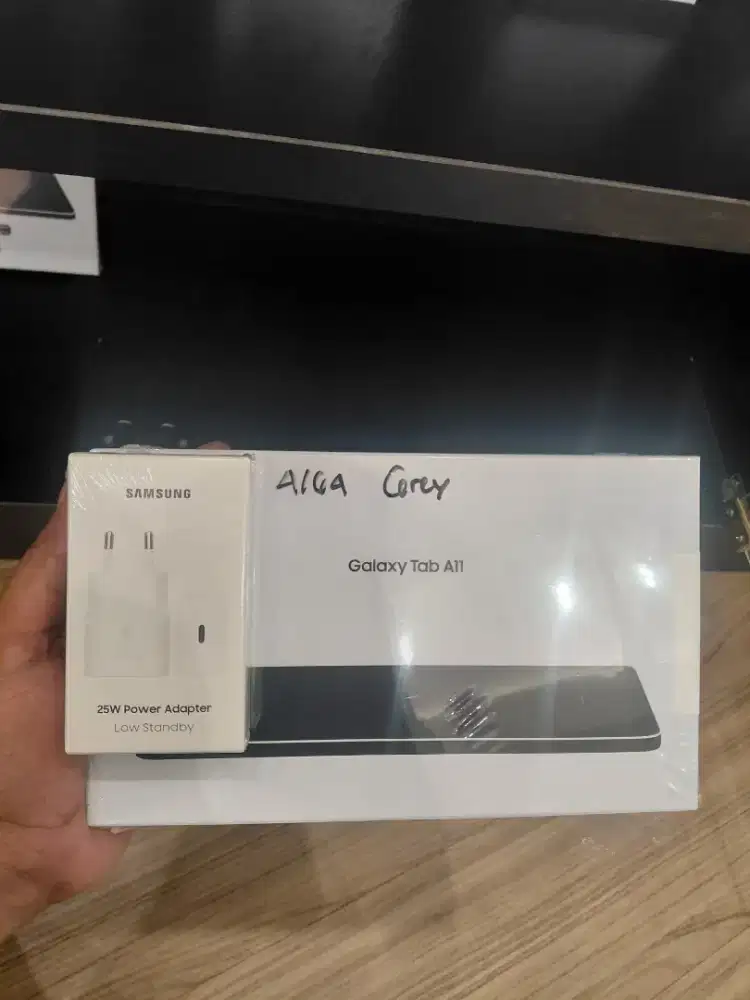 A164 Grey
SAMSUNG
Galaxy Tab A11
25W Power Adapter
Low Standby